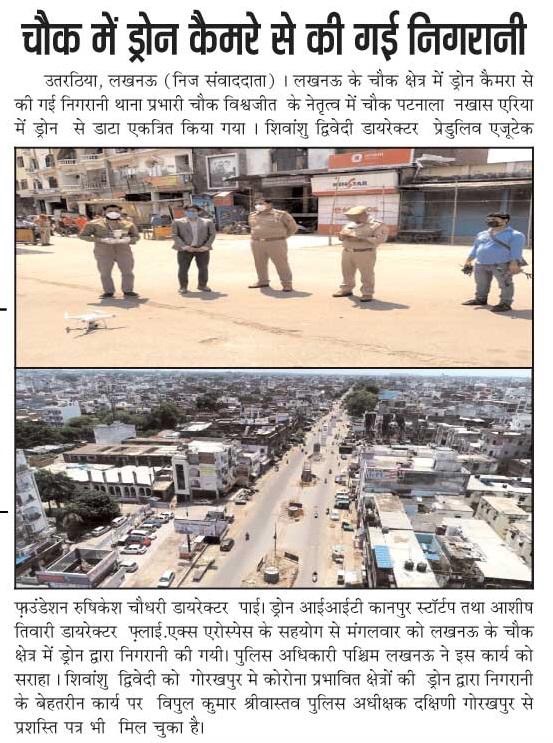 चौक में ड्रोन कैमरे से की गई निगरानी
उतरठिया, लखनऊ (निज संवाददाता) । लखनऊ के चौक क्षेत्र में ड्रोन कैमरा से
की गई निगरानी थाना प्रभारी चौक विश्वजीत के नेतृत्व में चौक पटनाला नखास एरिया
में ड्रोन से डाटा एकत्रित किया गया । शिवांशु द्विवेदी डायरेक्टर प्रेडुलिव एजूटेक
फ़उंडेशन रुषिकेश चौधरी डायरेक्टर पाई। ड्रोन आईआईटी कानपुर स्टॉर्टप तथा आशीष
तिवारी डायरेक्टर फ्लाई.एक्स एरोस्पेस के सहयोग से मंगलवार को लखनऊ के चौक
क्षेत्र में ड्रोन द्वारा निगरानी की गयी। पुलिस अधिकारी पश्चिम लखनऊ ने इस कार्य को
सराहा । शिवांशु द्विवेदी को गोरखपुर मे कोरोना प्रभावित क्षेत्रों की ड्रोन द्वारा निगरानी
के बेहतरीन कार्य पर विपुल कुमार श्रीवास्तव पुलिस अधीक्षक दक्षिणी गोरखपुर से
प्रशस्ति पत्र भी मिल चुका है।